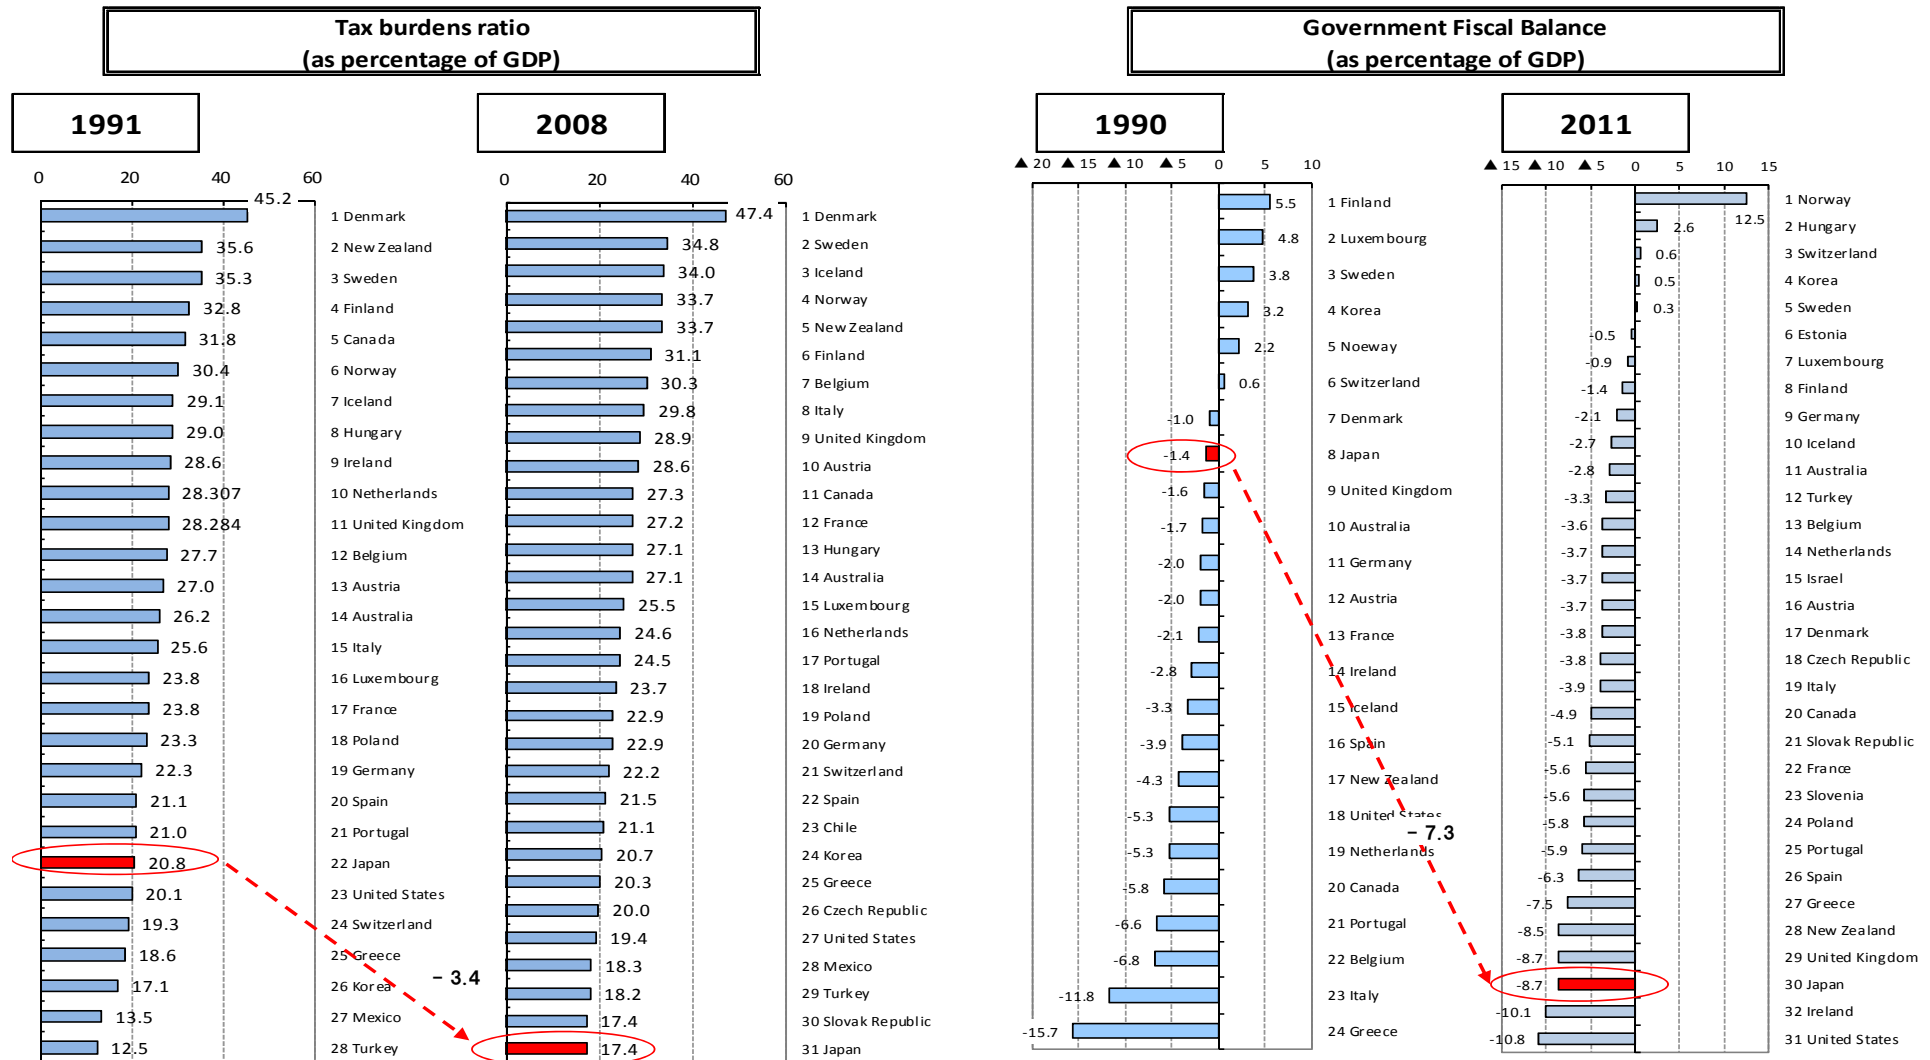 Tax burdens ratio
(as percentage of GDP)
1991
0 20 40 60
45.2 1 Denmark
35.6 2 New Zealand
35.3 3 Sweden
32.8 4 Finland
31.8 5 Canada
30.4 6 Norway
29.1 7 Iceland
29.0 8 Hungary
28.6 9 Ireland
28.307 10 Netherlands
28.284 11 United Kingdom
27.7 12 Belgium
27.0 13 Austria
26.2 14 Australia
25.6 15 Italy
23.8 16 Luxembourg
23.8 17 France
23.3 18 Poland
22.3 19 Germany
21.1 20 Spain
21.0 21 Portugal
20.8 22 Japan
20.1 23 United States
19.3 24 Switzerland
18.6 25 Greece
17.1 26 Korea
13.5 27 Mexico
12.5 28 Turkey
－3.4
2008
0 20 40 60
47.4 1 Denmark
34.8 2 Sweden
34.0 3 Iceland
33.7 4 Norway
33.7 5 New Zealand
31.1 6 Finland
30.3 7 Belgium
29.8 8 Italy
28.9 9 United Kingdom
28.6 10 Austria
27.3 11 Canada
27.2 12 France
27.1 13 Hungary
27.1 14 Australia
25.5 15 Luxembourg
24.6 16 Netherlands
24.5 17 Portugal
23.7 18 Ireland
22.9 19 Poland
22.9 20 Germany
22.2 21 Switzerland
21.5 22 Spain
21.1 23 Chile
20.7 24 Korea
20.3 25 Greece
20.0 26 Czech Republic
19.4 27 United States
18.3 28 Mexico
18.2 29 Turkey
17.4 30 Slovak Republic
17.4 31 Japan
Government Fiscal Balance
(as percentage of GDP)
1990
▲ 20 ▲ 15 ▲ 10 ▲ 5 0 5 10
5.5 1 Finland
4.8 2 Luxembourg
3.8 3 Sweden
3.2 4 Korea
2.2 5 Noeway
0.6 6 Switzerland
-1.0 7 Denmark
-1.4 8 Japan
-1.6 9 United Kingdom
-1.7 10 Australia
-2.0 11 Germany
-2.0 12 Austria
-2.1 13 France
-2.8 14 Ireland
-3.3 15 Iceland
-3.9 16 Spain
-4.3 17 New Zealand
-5.3 18 United States
-5.3 19 Netherlands
-5.8 20 Canada
-6.6 21 Portugal
-6.8 22 Belgium
-11.8 23 Italy
-15.7 24 Greece
－7.3
2011
▲ 15 ▲ 10 ▲ 5 0 5 10 15
12.5 1 Norway
2.6 2 Hungary
0.6 3 Switzerland
0.5 4 Korea
0.3 5 Sweden
-0.5 6 Estonia
-0.9 7 Luxembourg
-1.4 8 Finland
-2.1 9 Germany
-2.7 10 Iceland
-2.8 11 Australia
-3.3 12 Turkey
-3.6 13 Belgium
-3.7 14 Netherlands
-3.7 15 Israel
-3.7 16 Austria
-3.8 17 Denmark
-3.8 18 Czech Republic
-3.9 19 Italy
-4.9 20 Canada
-5.1 21 Slovak Republic
-5.6 22 France
-5.6 23 Slovenia
-5.8 24 Poland
-5.9 25 Portugal
-6.3 26 Spain
-7.5 27 Greece
-8.5 28 New Zealand
-8.7 29 United Kingdom
-8.7 30 Japan
-10.1 32 Ireland
-10.8 31 United States